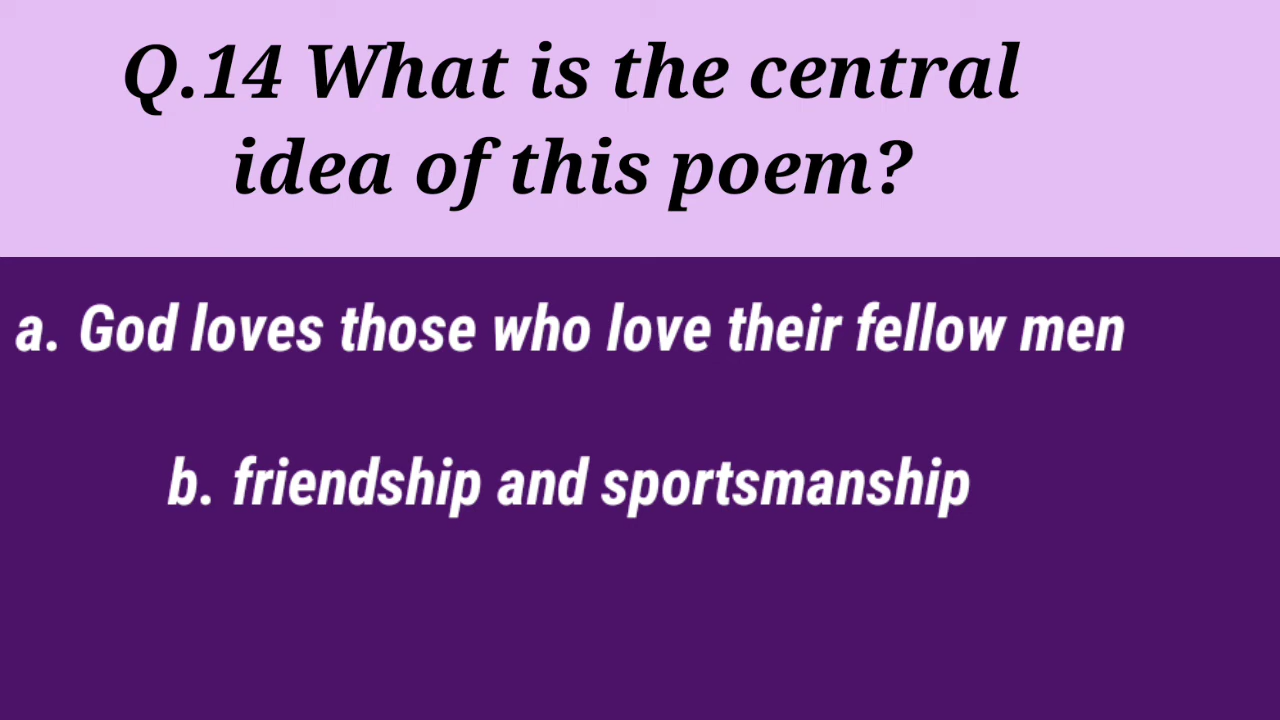 Q.14 What is the central
idea of this poem?
a. God loves those who love their fellow men
b. friendship and sportsmanship